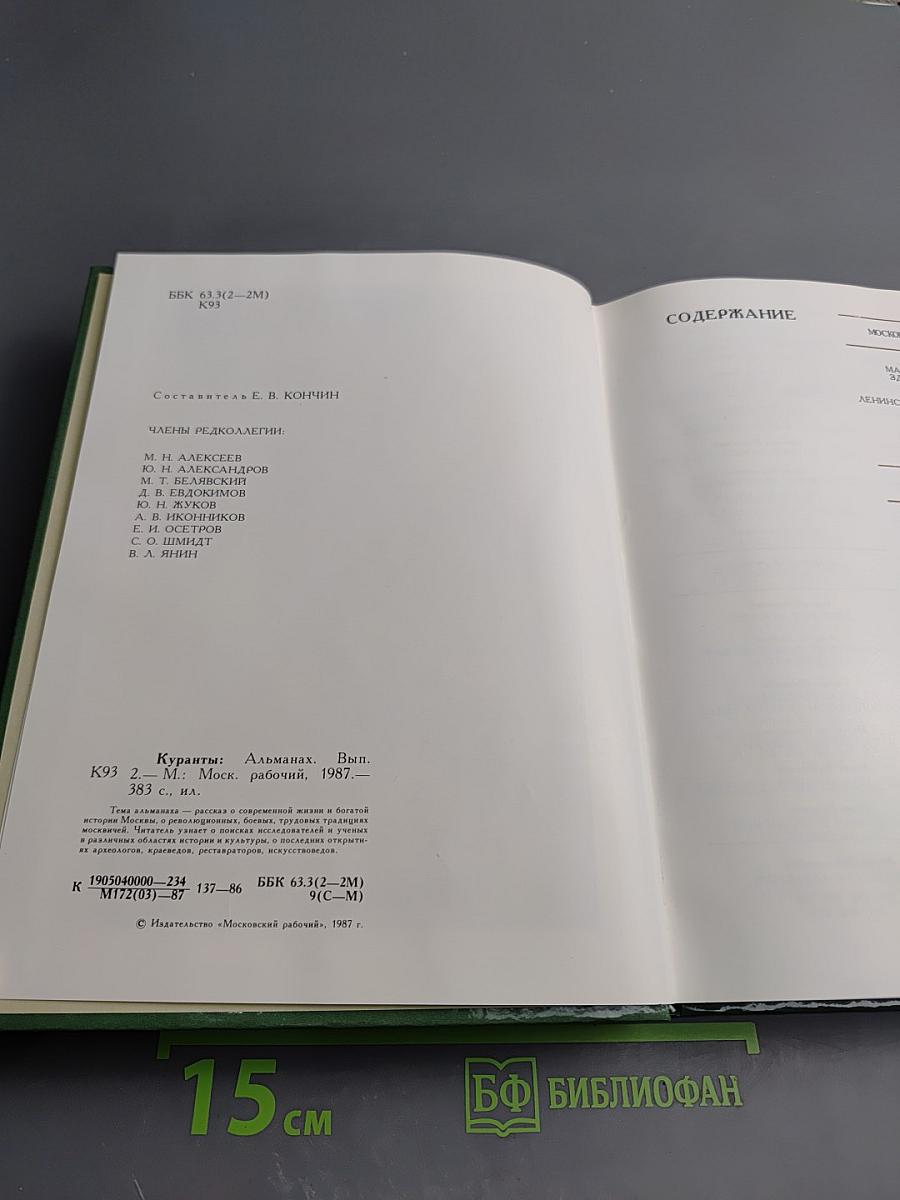 ББК 63.3(2—2М)
К93
Составитель Е. В. КОНЧИН
ЧЛЕНЫ РЕДКОЛЛЕГИИ:
М. Н. АЛЕКСЕЕВ
Ю. Н. АЛЕКСАНДРОВ
М. Т. БЕЛЯВСКИЙ
Д. В. ЕВДОКИМОВ
Ю. Н. ЖУКОВ
А. В. ИКОННИКОВ
Е. И. ОСЕТРОВ
С. О. ШМИДТ
В. Л. ЯНИН
Куранты: Альманах. Вып.
К93 2.— М.: Моск. рабочий, 1987.—
383 с., ил.
Тема альманаха — рассказ о современной жизни и богатой
истории Москвы, о революционных, боевых, трудовых традициях
москвичей. Читатель узнает о поисках исследователей и ученых
в различных областях истории и культуры, о последних открыти-
ях археологов, краеведов, реставраторов, искусствоведов.
К 1905040000—234 137—86 ББК 63.3(2—2М)
М172(03)—87 9(С—М)
© Издательство «Московский рабочий», 1987 г.
СОДЕРЖАНИЕ
15 см
БФ БИБЛИОФАН